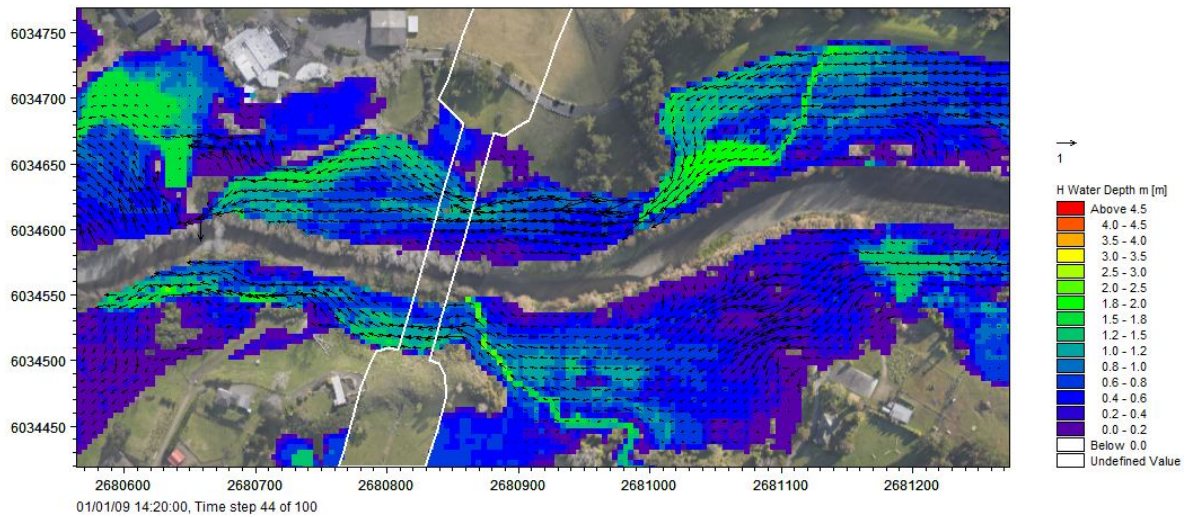 6034750
6034700
6034650
6034600
6034550
6034500
6034450
2680600 2680700 2680800 2680900 2681000 2681100 2681200
01/01/09 14:20:00, Time step 44 of 100
1
H Water Depth m [m]
Above 4.5
4.0 - 4.5
3.5 - 4.0
3.0 - 3.5
2.5 - 3.0
2.0 - 2.5
1.8 - 2.0
1.5 - 1.8
1.2 - 1.5
1.0 - 1.2
0.8 - 1.0
0.6 - 0.8
0.4 - 0.6
0.2 - 0.4
0.0 - 0.2
Below 0.0
Undefined Value